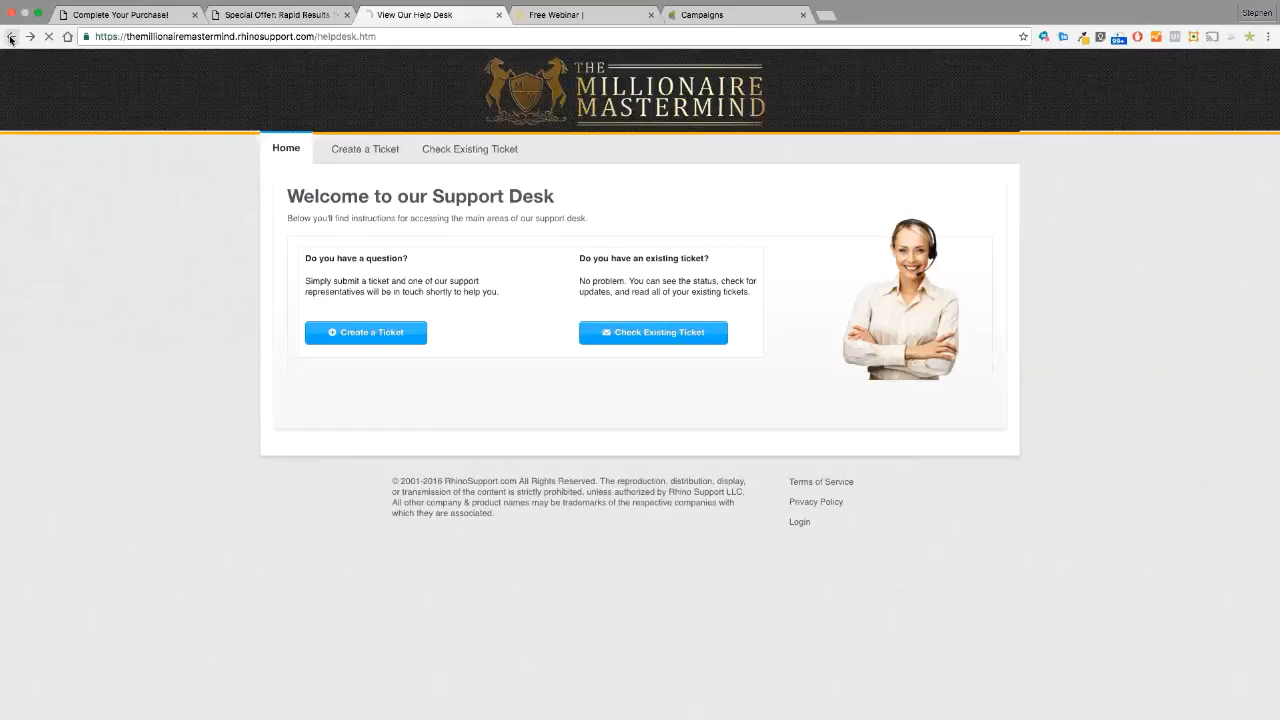 Complete Your Purchase!
Special Offer: Rapid Results
View Our Help Desk
Free Webinar |
Campaigns
Stephen
https://themillionairemastermind.rhinosupport.com/helpdesk.htm
99+
THE
MILLIONAIRE
MASTERMIND
Home
Create a Ticket
Check Existing Ticket
Welcome to our Support Desk
Below you'll find instructions for accessing the main areas of our support desk.
Do you have a question?
Simply submit a ticket and one of our support
representatives will be in touch shortly to help you.
Create a Ticket
Do you have an existing ticket?
No problem. You can see the status, check for
updates, and read all of your existing tickets.
Check Existing Ticket
© 2001-2016 RhinoSupport.com All Rights Reserved. The reproduction, distribution, display,
or transmission of the content is strictly prohibited, unless authorized by Rhino Support LLC.
All other company & product names may be trademarks of the respective companies with
which they are associated.
Terms of Service
Privacy Policy
Login